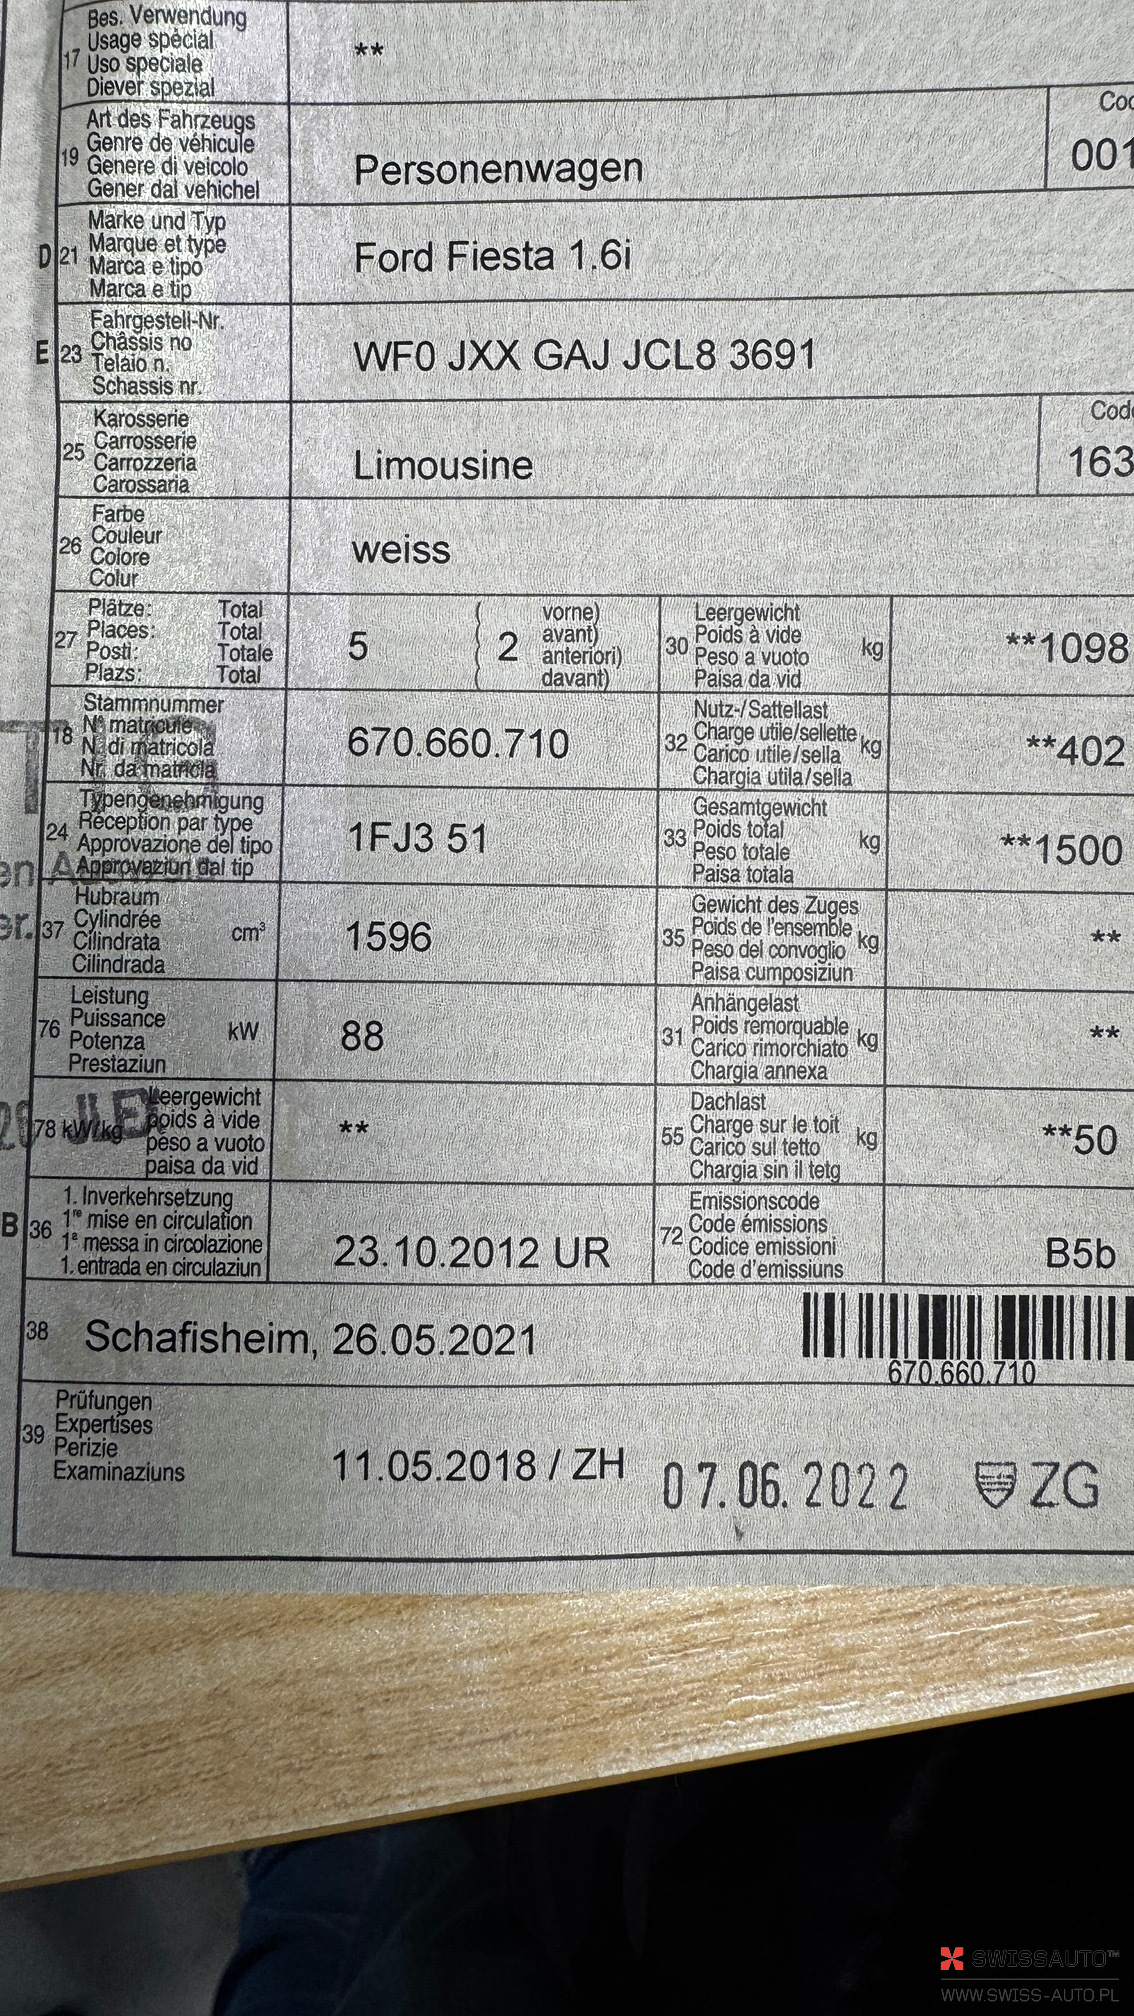 17 Bes. Verwendung
Usage spécial
Uso speciale
Diever spezial
**
19 Art des Fahrzeugs
Genre de véhicule
Genere di veicolo
Gener dal vehichel
Personenwagen
001
D 21 Marke und Typ
Marque et type
Marca e tipo
Marca e tip
Ford Fiesta 1.6i
E 23 Fahrgestell-Nr.
Châssis no
Telaio n.
Schassis nr.
WF0 JXX GAJ JCL8 3691
25 Karosserie
Carrosserie
Carrozzeria
Carossaria
Limousine
Code
163
26 Farbe
Couleur
Colore
Colur
weiss
27 Plätze: Total
Places: Total
Posti: Totale
Plazs: Total
5 2
vorne)
avant)
anteriori)
davant)
30 Leergewicht
Poids à vide
Peso a vuoto
Paisa da vid
kg **1098
18 Stammnummer
N° matricule
N. di matricola
Nr. da matricla
670.660.710
32 Nutz-/Sattellast
Charge utile/sellette
Carico utile/sella
Chargia utila/sella
kg **402
24 Typengenehmigung
Réception par type
Approvazione del tipo
Approvaziun dal tip
1FJ3 51
33 Gesamtgewicht
Poids total
Peso totale
Paisa totala
kg **1500
37 Hubraum
Cylindrée
Cilindrata
Cilindrada
cm³ 1596
35 Gewicht des Zuges
Poids de l'ensemble
Peso del convoglio
Paisa cumposiziun
kg **
76 Leistung
Puissance
Potenza
Prestaziun
kW 88
31 Anhängelast
Poids remorquable
Carico rimorchiato
Chargia annexa
kg **
78 kW/kg
Leergewicht
poids à vide
peso a vuoto
paisa da vid
**
55 Dachlast
Charge sur le toit
Carico sul tetto
Chargia sin il tetg
kg **50
B 36 1. Inverkehrsetzung
1re mise en circulation
1a messa in circolazione
1. entrada en circulaziun
23.10.2012 UR
72 Emissionscode
Code émissions
Codice emissioni
Code d'emissiuns
B5b
38 Schafisheim, 26.05.2021
670.660.710
39 Prüfungen
Expertises
Perizie
Examinaziuns
11.05.2018 / ZH 07.06.2022 ZG
SWISSAUTO™
WWW.SWISS-AUTO.PL